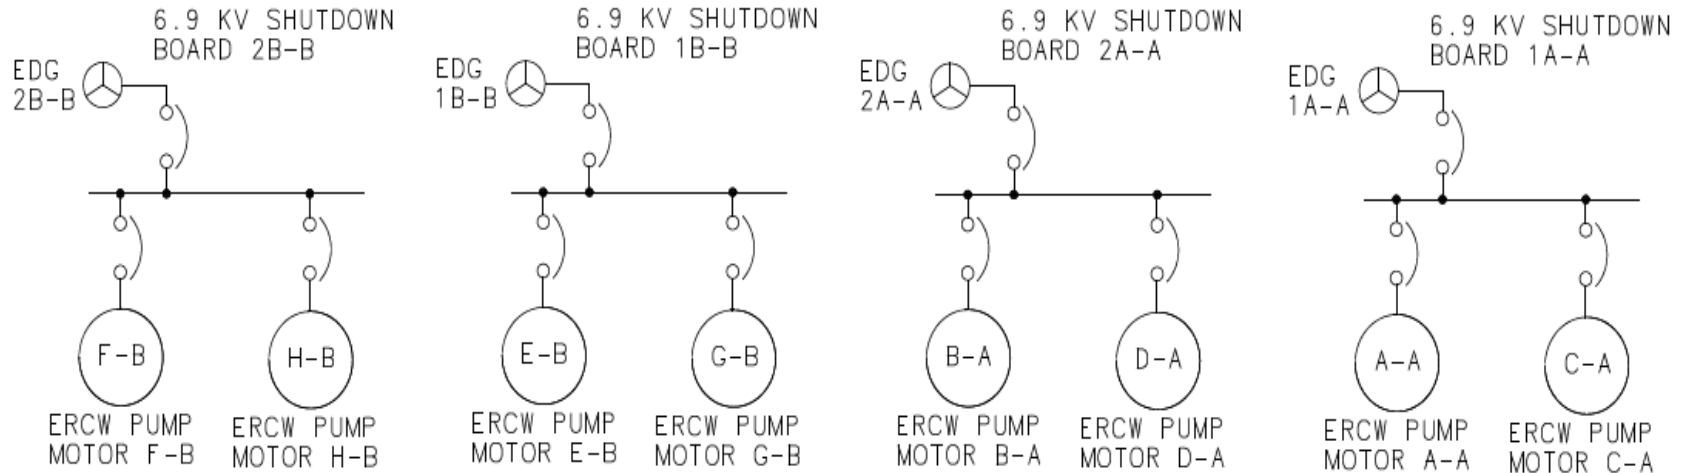 6.9 KV SHUTDOWN
BOARD 2B-B
EDG
2B-B
F-B
H-B
ERCW PUMP
MOTOR F-B
ERCW PUMP
MOTOR H-B
6.9 KV SHUTDOWN
BOARD 1B-B
EDG
1B-B
E-B
G-B
ERCW PUMP
MOTOR E-B
ERCW PUMP
MOTOR G-B
6.9 KV SHUTDOWN
BOARD 2A-A
EDG
2A-A
B-A
D-A
ERCW PUMP
MOTOR B-A
ERCW PUMP
MOTOR D-A
6.9 KV SHUTDOWN
BOARD 1A-A
EDG
1A-A
A-A
C-A
ERCW PUMP
MOTOR A-A
ERCW PUMP
MOTOR C-A